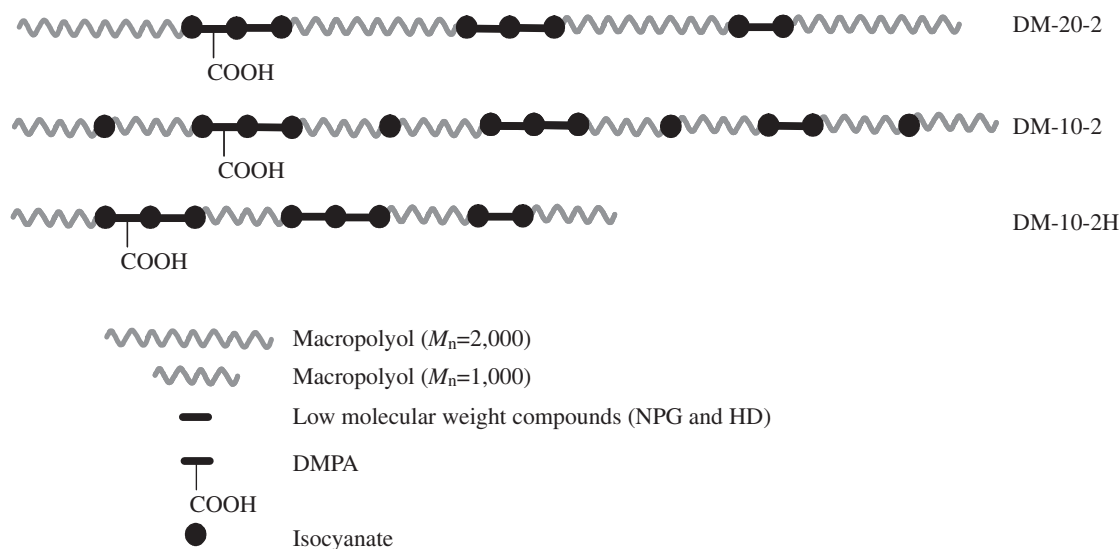 DM-20-2
COOH
DM-10-2
COOH
DM-10-2H
COOH
Macropolyol (Mn=2,000)
Macropolyol (Mn=1,000)
Low molecular weight compounds (NPG and HD)
DMPA
COOH
Isocyanate